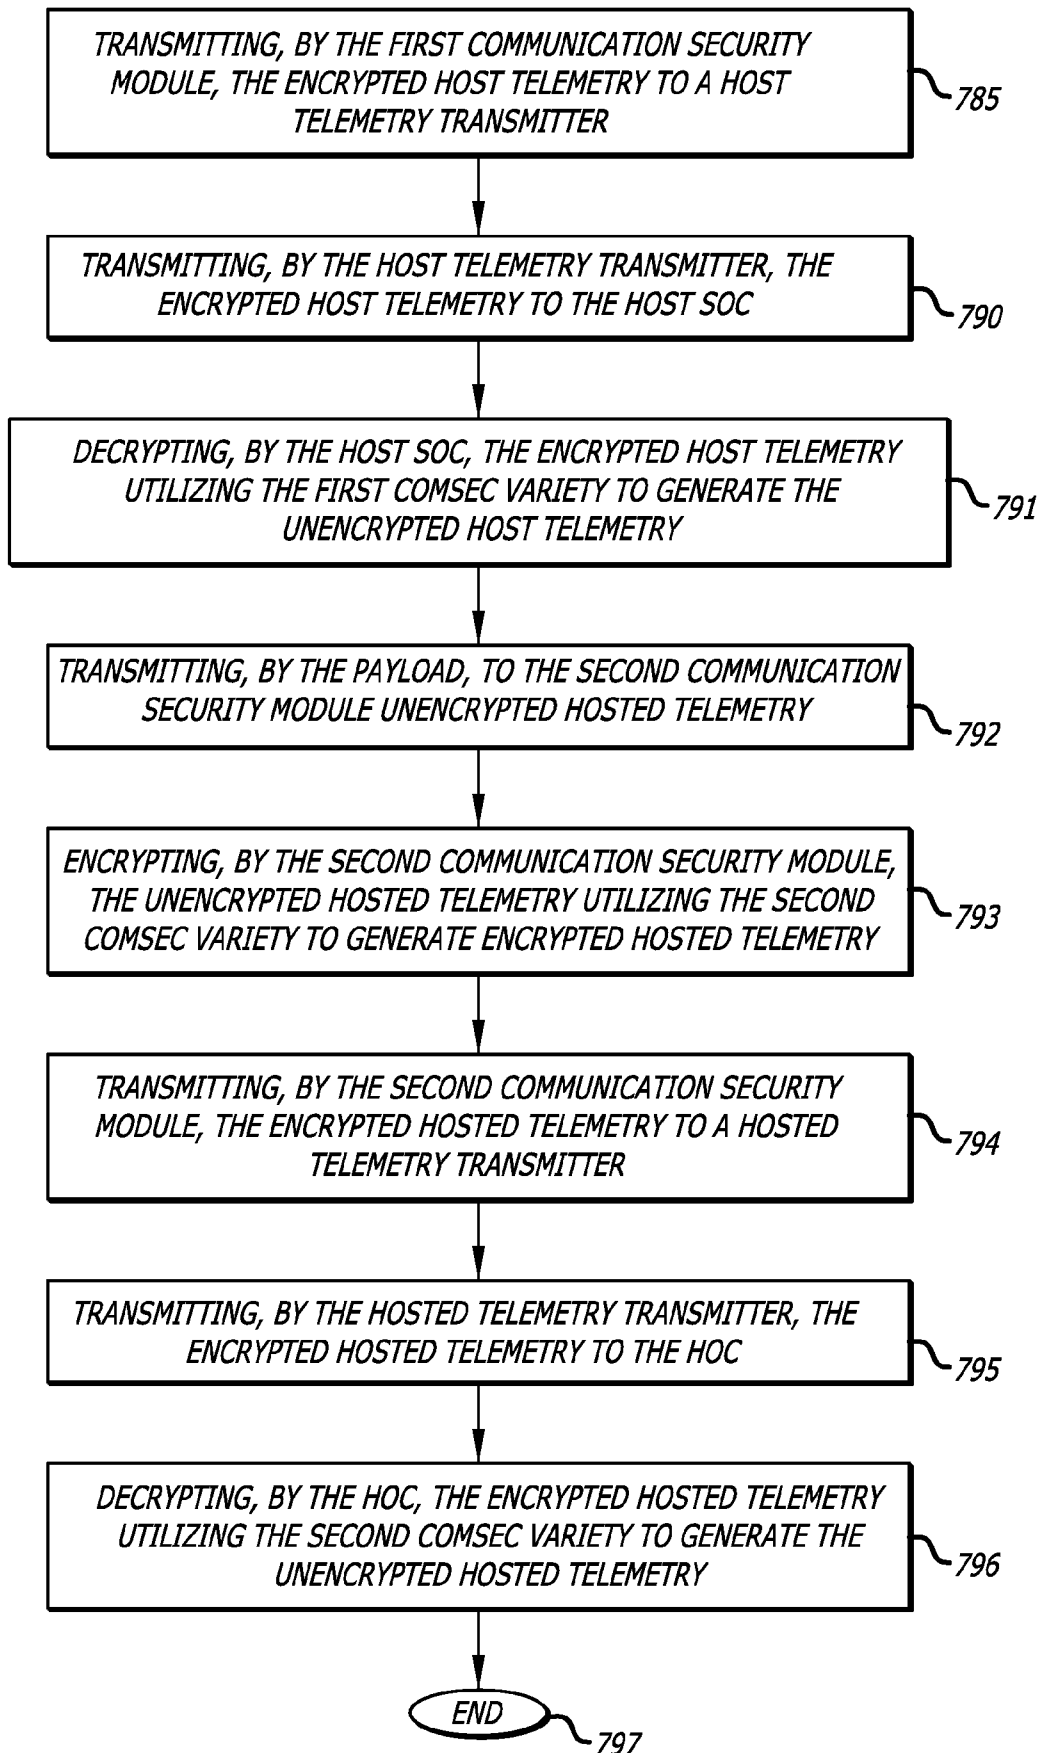 TRANSMITTING, BY THE FIRST COMMUNICATION SECURITY
MODULE, THE ENCRYPTED HOST TELEMETRY TO A HOST
TELEMETRY TRANSMITTER
785
TRANSMITTING, BY THE HOST TELEMETRY TRANSMITTER, THE
ENCRYPTED HOST TELEMETRY TO THE HOST SOC
790
DECRYPTING, BY THE HOST SOC, THE ENCRYPTED HOST TELEMETRY
UTILIZING THE FIRST COMSEC VARIETY TO GENERATE THE
UNENCRYPTED HOST TELEMETRY
791
TRANSMITTING, BY THE PAYLOAD, TO THE SECOND COMMUNICATION
SECURITY MODULE UNENCRYPTED HOSTED TELEMETRY
792
ENCRYPTING, BY THE SECOND COMMUNICATION SECURITY MODULE,
THE UNENCRYPTED HOSTED TELEMETRY UTILIZING THE SECOND
COMSEC VARIETY TO GENERATE ENCRYPTED HOSTED TELEMETRY
793
TRANSMITTING, BY THE SECOND COMMUNICATION SECURITY
MODULE, THE ENCRYPTED HOSTED TELEMETRY TO A HOSTED
TELEMETRY TRANSMITTER
794
TRANSMITTING, BY THE HOSTED TELEMETRY TRANSMITTER, THE
ENCRYPTED HOSTED TELEMETRY TO THE HOC
795
DECRYPTING, BY THE HOC, THE ENCRYPTED HOSTED TELEMETRY
UTILIZING THE SECOND COMSEC VARIETY TO GENERATE THE
UNENCRYPTED HOSTED TELEMETRY
796
END
797